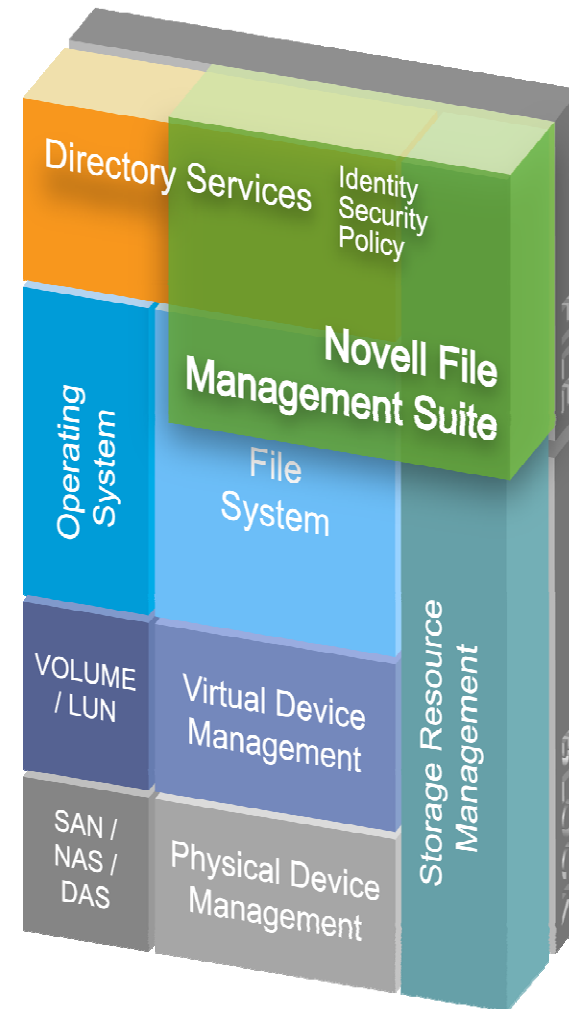 Directory Services
Identity
Security
Policy
Novell File
Management Suite
Operating
System
File
System
VOLUME
/ LUN
Virtual Device
Management
Storage Resource
Management
SAN /
NAS /
DAS
Physical Device
Management